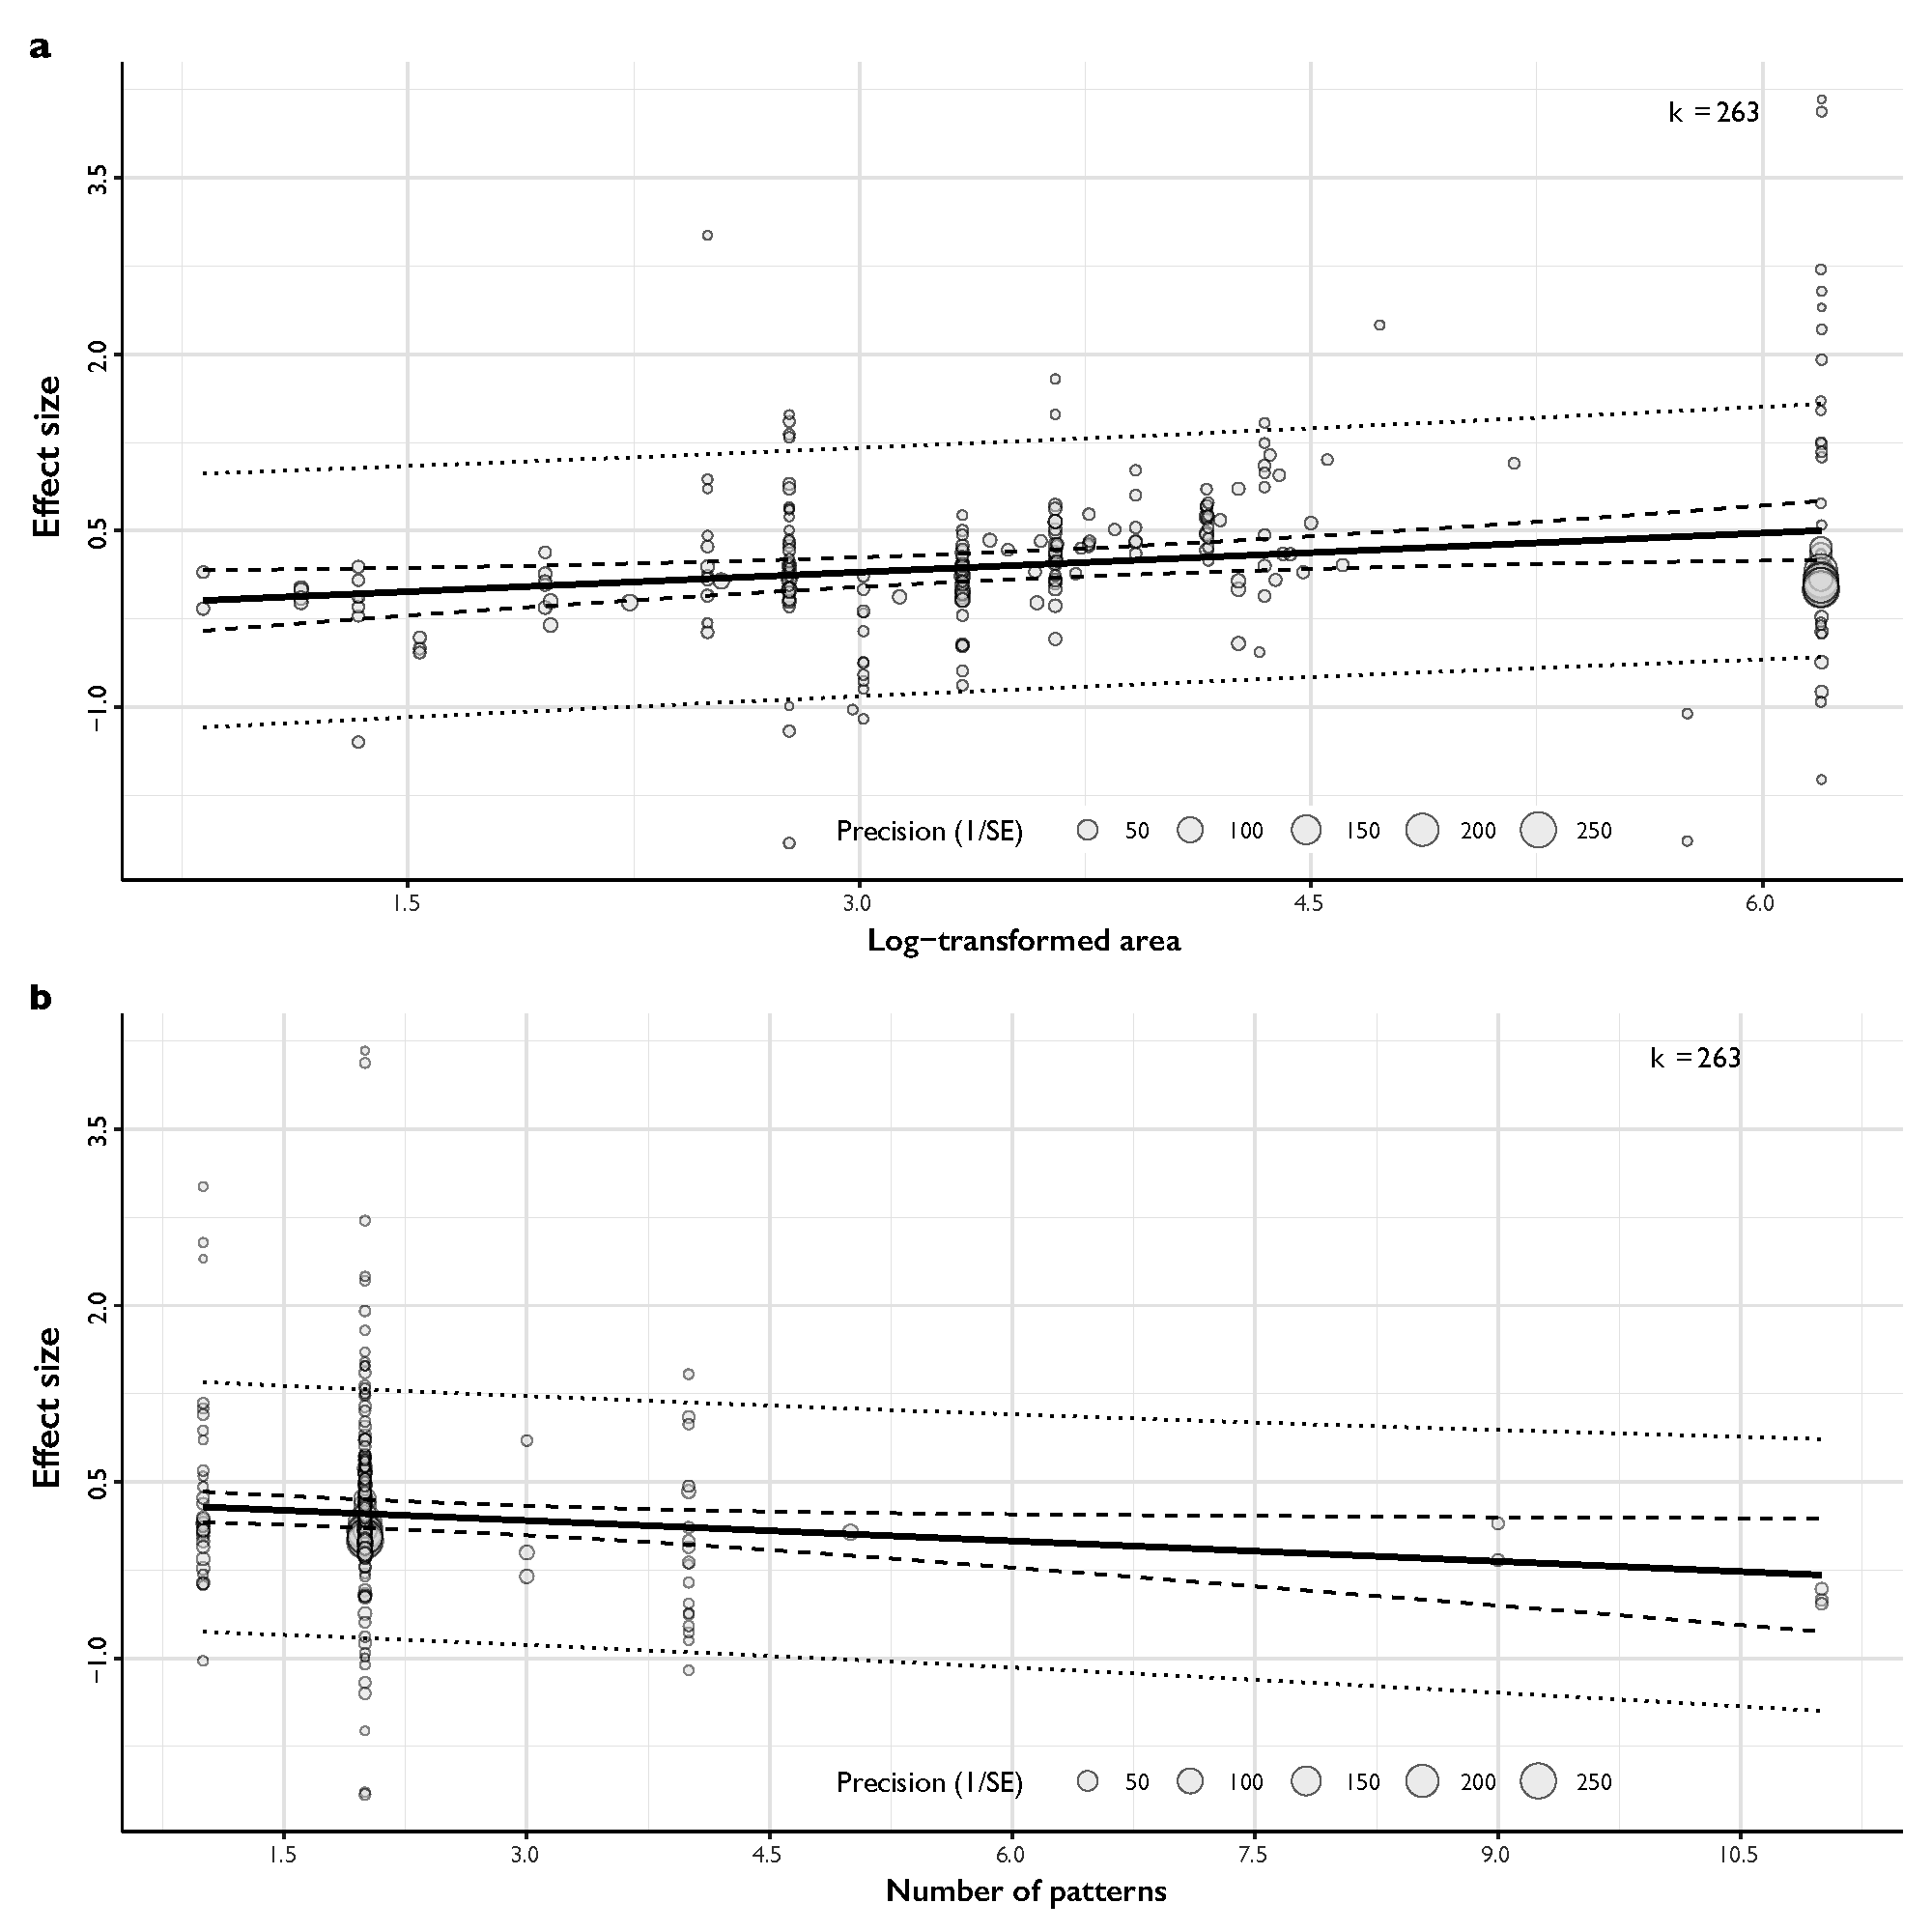 a
k = 263
3.5
2.0
0.5
−1.0
Effect size
Precision (1/SE) 50 100 150 200 250
1.5 3.0 4.5 6.0
Log−transformed area
b
k = 263
3.5
2.0
0.5
−1.0
Effect size
Precision (1/SE) 50 100 150 200 250
1.5 3.0 4.5 6.0 7.5 9.0 10.5
Number of patterns